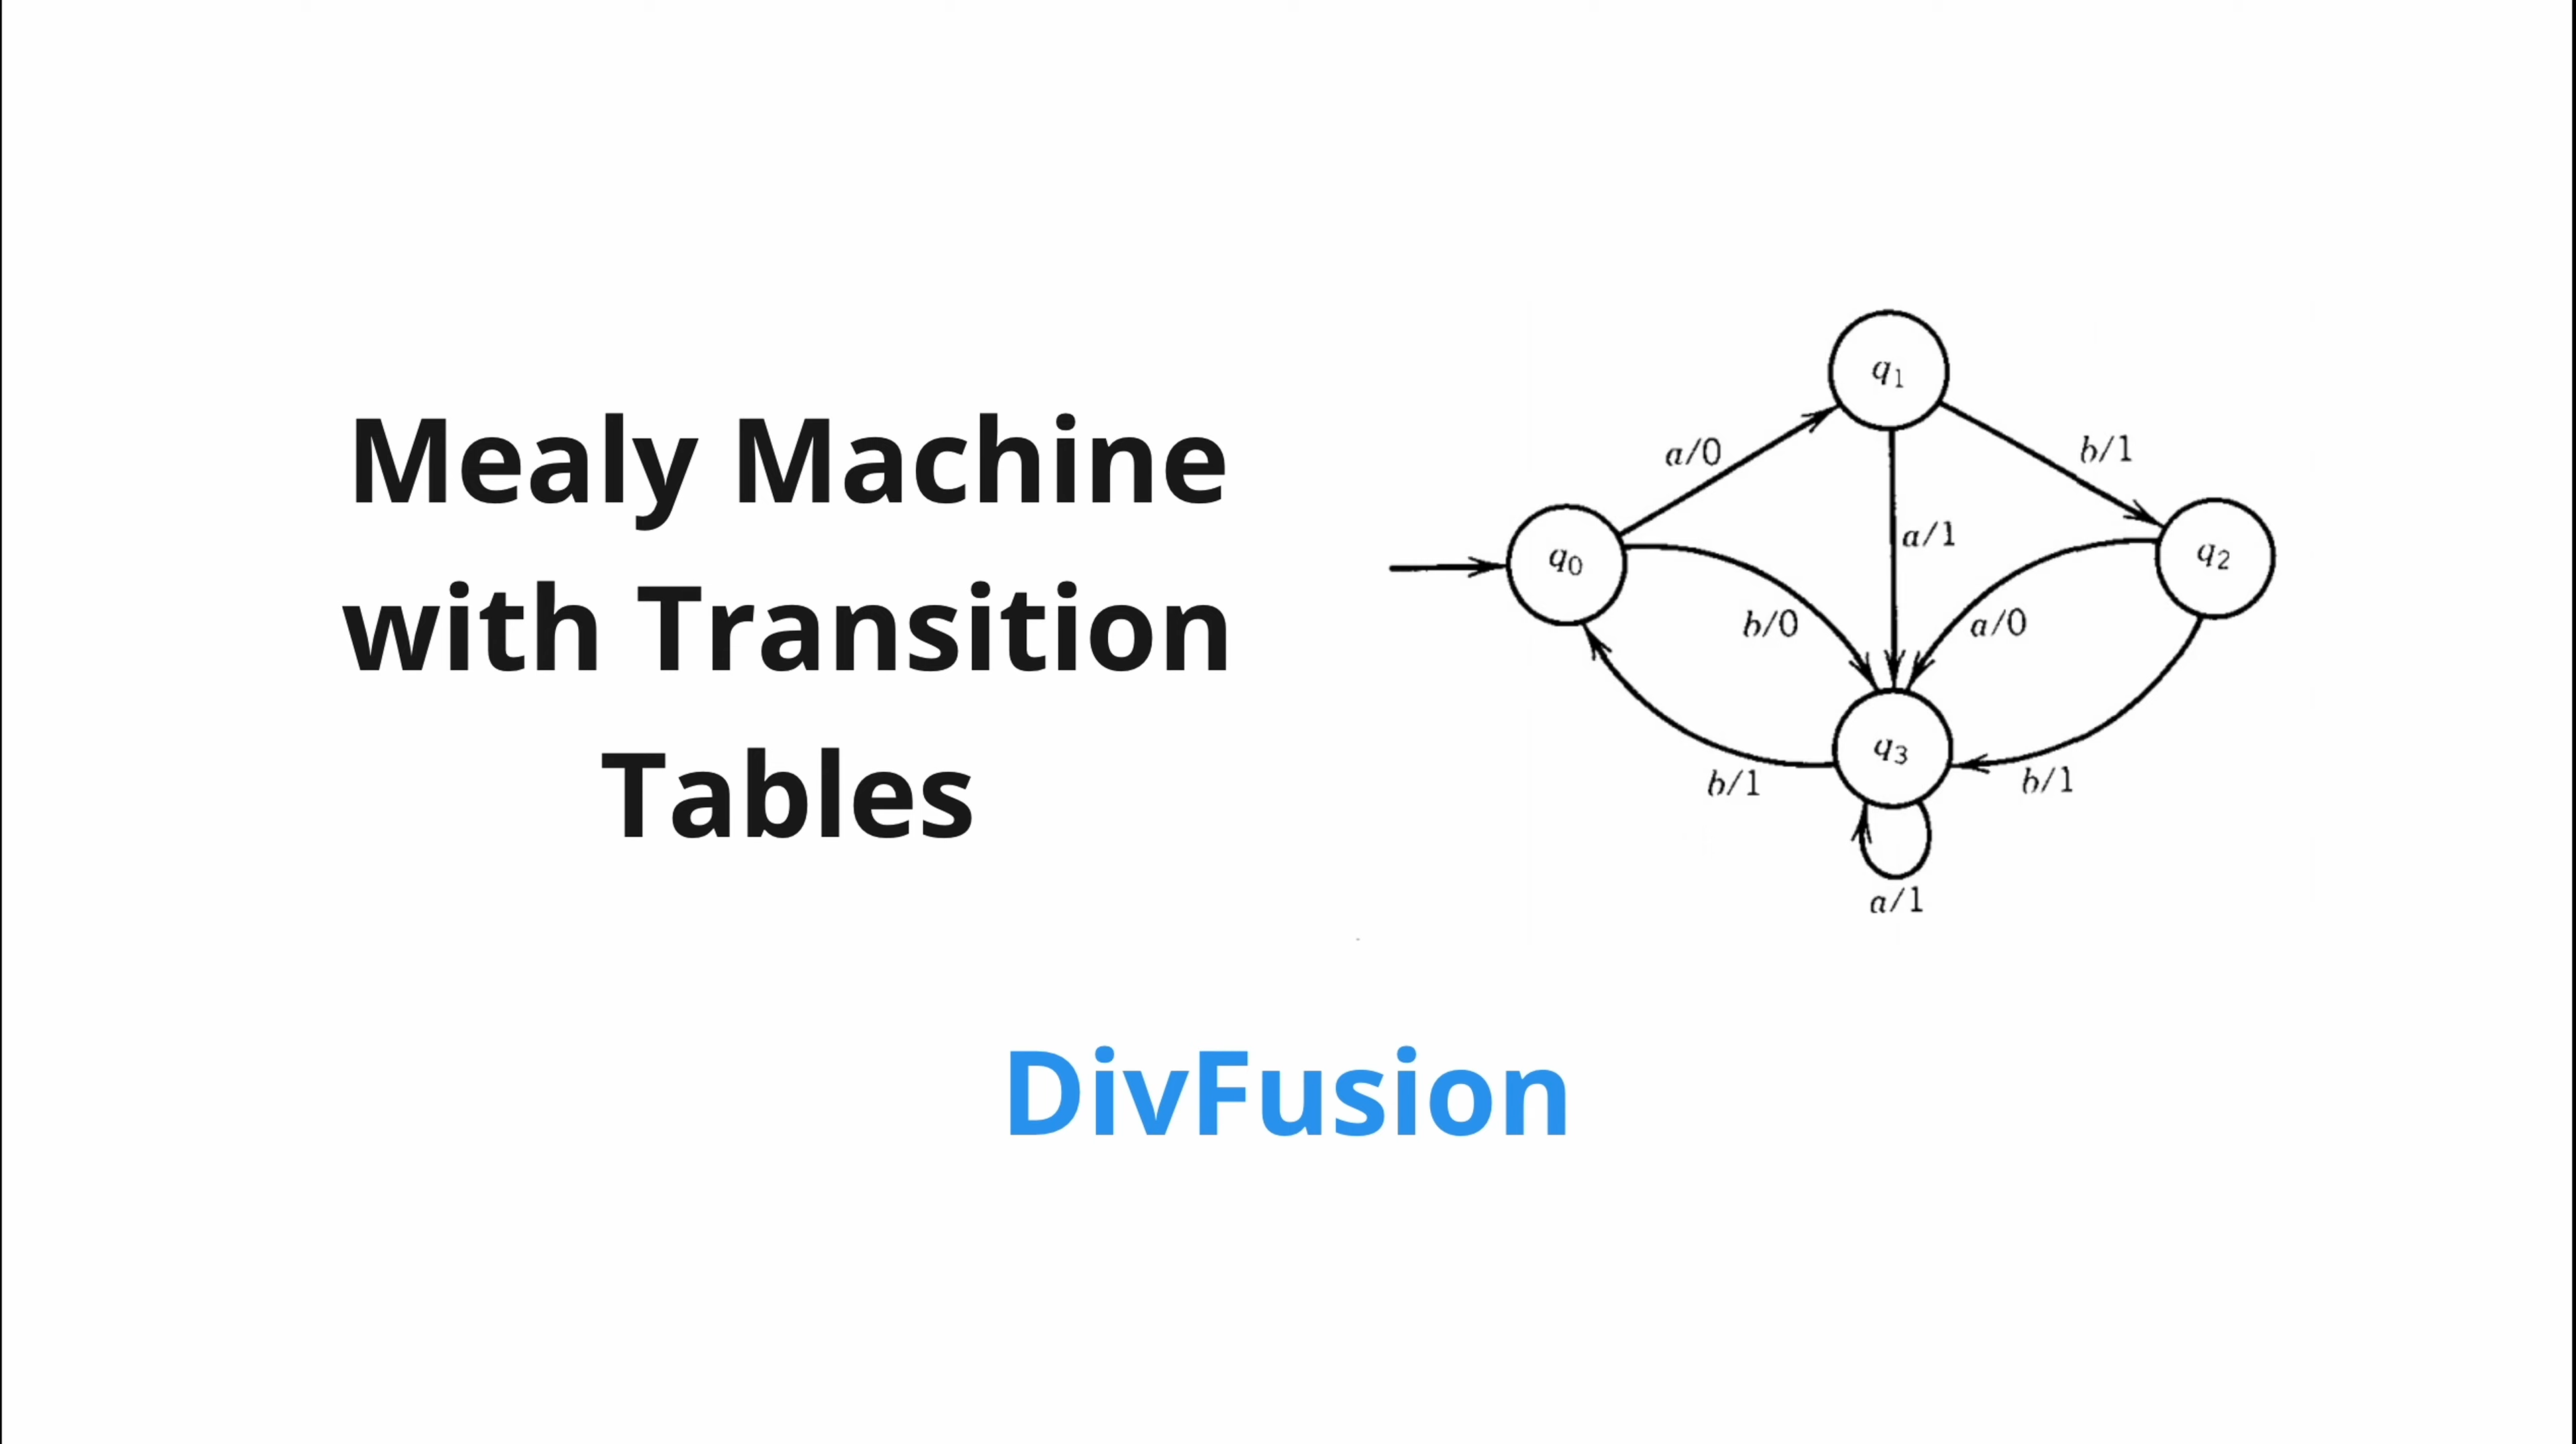 Mealy Machine
with Transition
Tables
q₁
a/0
b/1
q₀
a/1
q₂
b/0
a/0
q₃
b/1
b/1
a/1
DivFusion